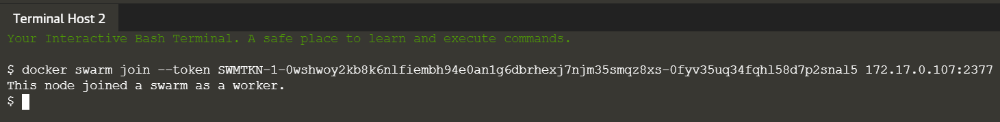 Terminal Host 2
Your Interactive Bash Terminal. A safe place to learn and execute commands.
$ docker swarm join --token SWMTKN-1-0wshwoy2kb8k6nlfiembh94e0an1g6dbrhexj7njm35smqz8xs-0fyv35uq34fqhl58d7p2snal5 172.17.0.107:2377
This node joined a swarm as a worker.
$